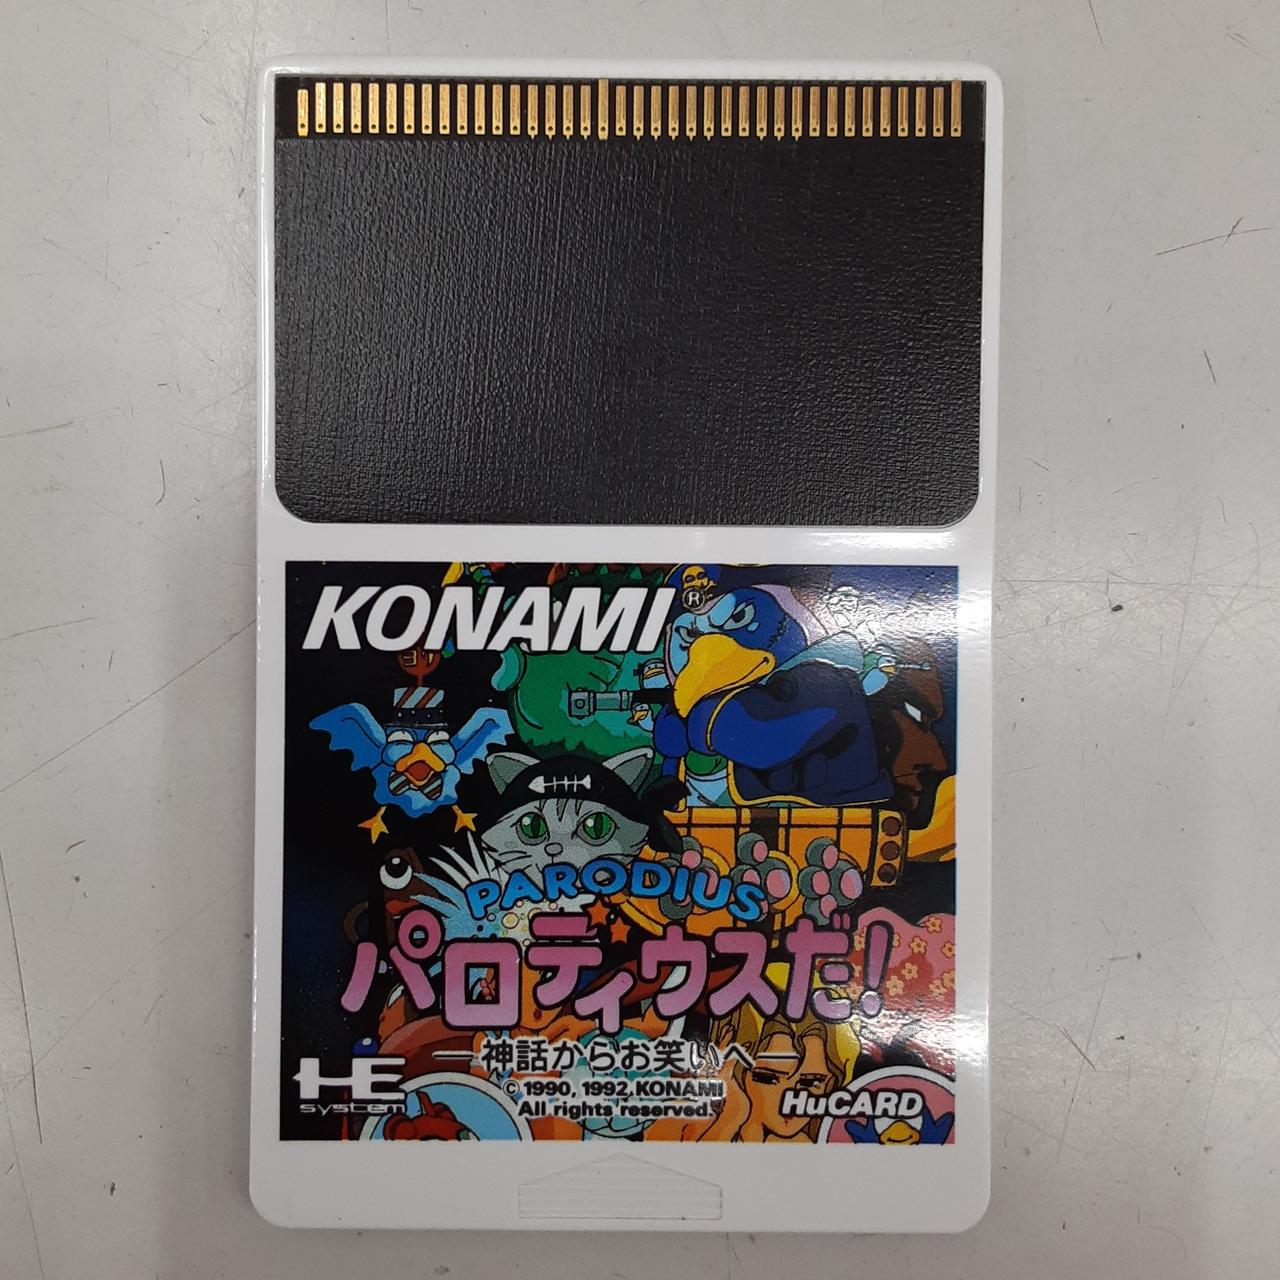 KONAMI®
31
PARODIUS
パロディウスだ!
—神話からお笑いへ—
© 1990, 1992, KONAMI
All rights reserved.
HE
system
HuCARD